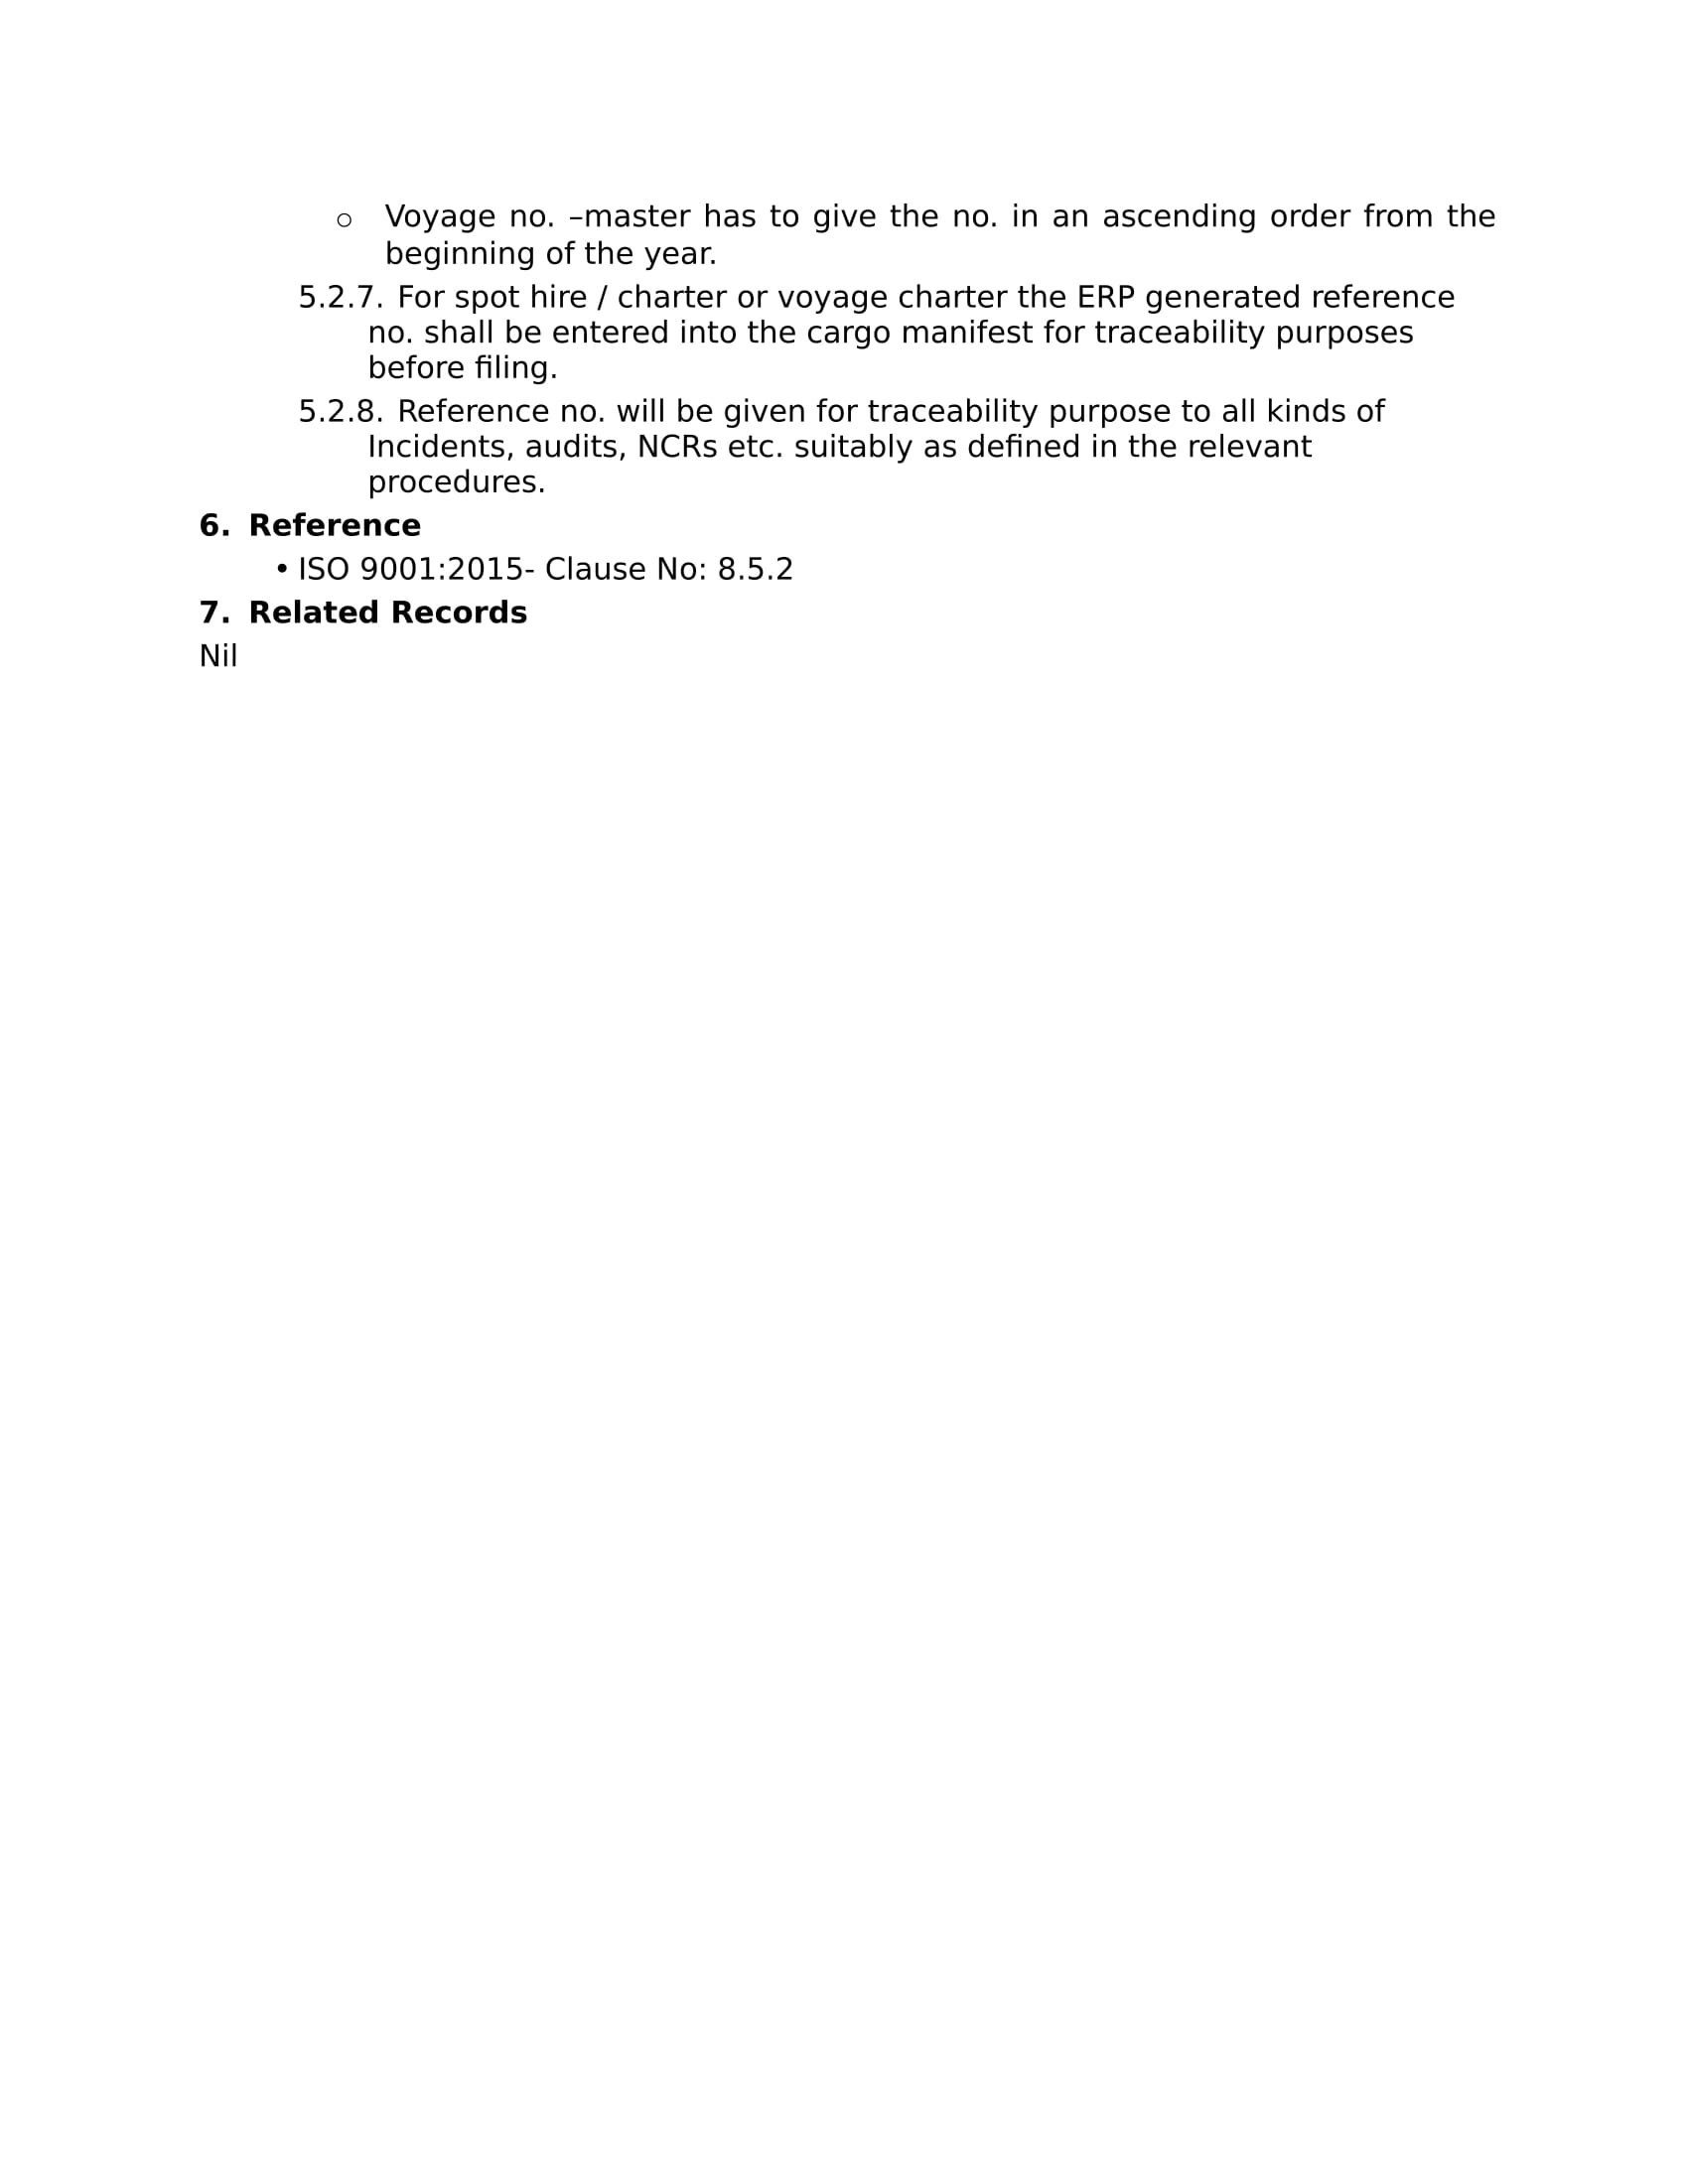 ○ Voyage no. –master has to give the no. in an ascending order from the
beginning of the year.
5.2.7. For spot hire / charter or voyage charter the ERP generated reference
no. shall be entered into the cargo manifest for traceability purposes
before filing.
5.2.8. Reference no. will be given for traceability purpose to all kinds of
Incidents, audits, NCRs etc. suitably as defined in the relevant
procedures.
6. Reference
• ISO 9001:2015- Clause No: 8.5.2
7. Related Records
Nil